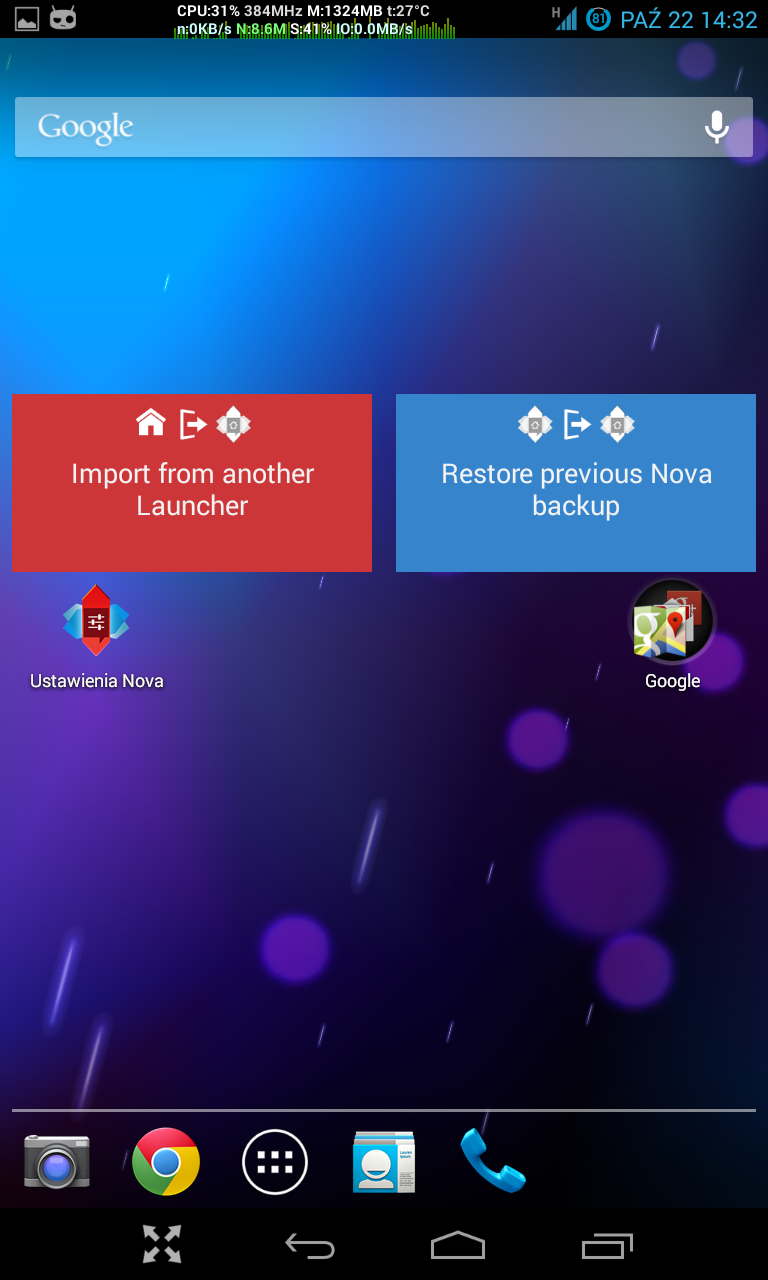 CPU:31% 384MHz M:1324MB t:27°C
n:0KB/s N:8.6M S:41% IO:0.0MB/s
H 81 PAŹ 22 14:32
Google
Import from another
Launcher
Restore previous Nova
backup
Ustawienia Nova
Google